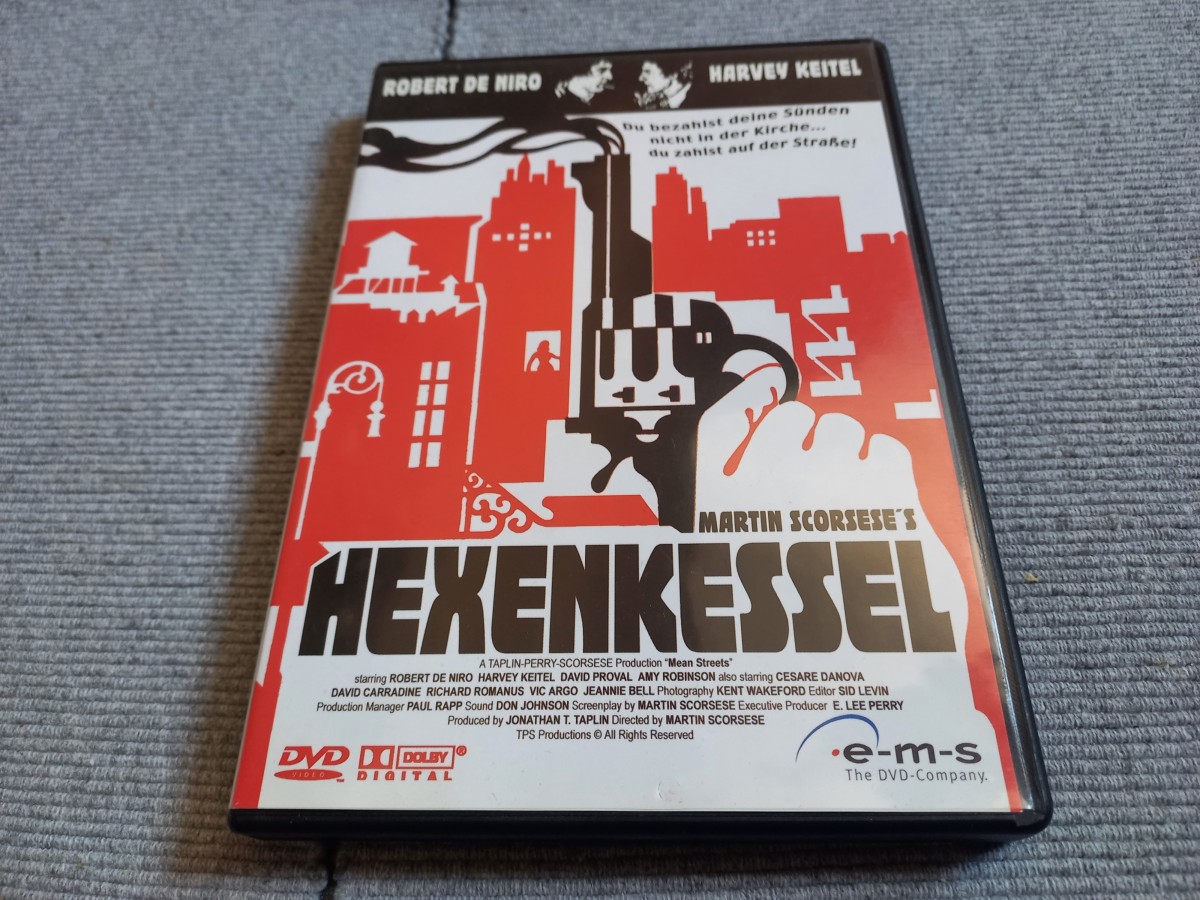 ROBERT DE NIRO HARVEY KEITEL
Du bezahlst deine Sünden
nicht in der Kirche...
du zahlst auf der Straße!
MARTIN SCORSESE´S
HEXENKESSEL
A TAPLIN-PERRY-SCORSESE Production "Mean Streets"
starring ROBERT DE NIRO HARVEY KEITEL DAVID PROVAL AMY ROBINSON also starring CESARE DANOVA
DAVID CARRADINE RICHARD ROMANUS VIC ARGO JEANNIE BELL Photography KENT WAKEFORD Editor SID LEVIN
Production Manager PAUL RAPP Sound DON JOHNSON Screenplay by MARTIN SCORSESE Executive Producer E. LEE PERRY
Produced by JONATHAN T. TAPLIN Directed by MARTIN SCORSESE
TPS Productions © All Rights Reserved
DVD
VIDEO
TM
DOLBY®
DIGITAL
e-m-s
The DVD-Company.